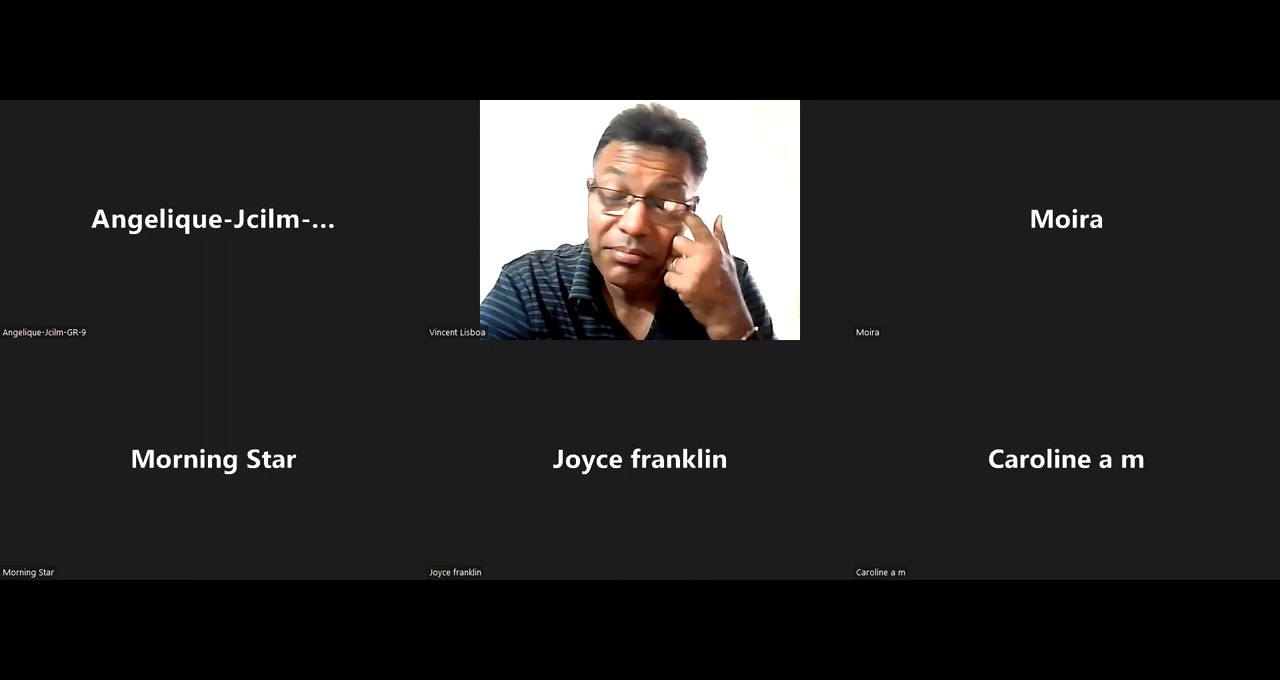 Angelique-Jcilm-...
Moira
Angelique-Jcilm-GR-9
Vincent Lisboa
Moira
Morning Star
Joyce franklin
Caroline a m
Morning Star
Joyce franklin
Caroline a m